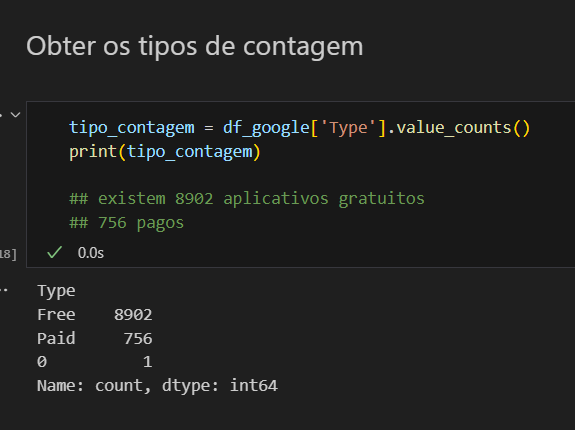 Obter os tipos de contagem
tipo_contagem = df_google['Type'].value_counts()
print(tipo_contagem)
## existem 8902 aplicativos gratuitos
## 756 pagos
18]
0.0s
Type
Free    8902
Paid     756
0          1
Name: count, dtype: int64